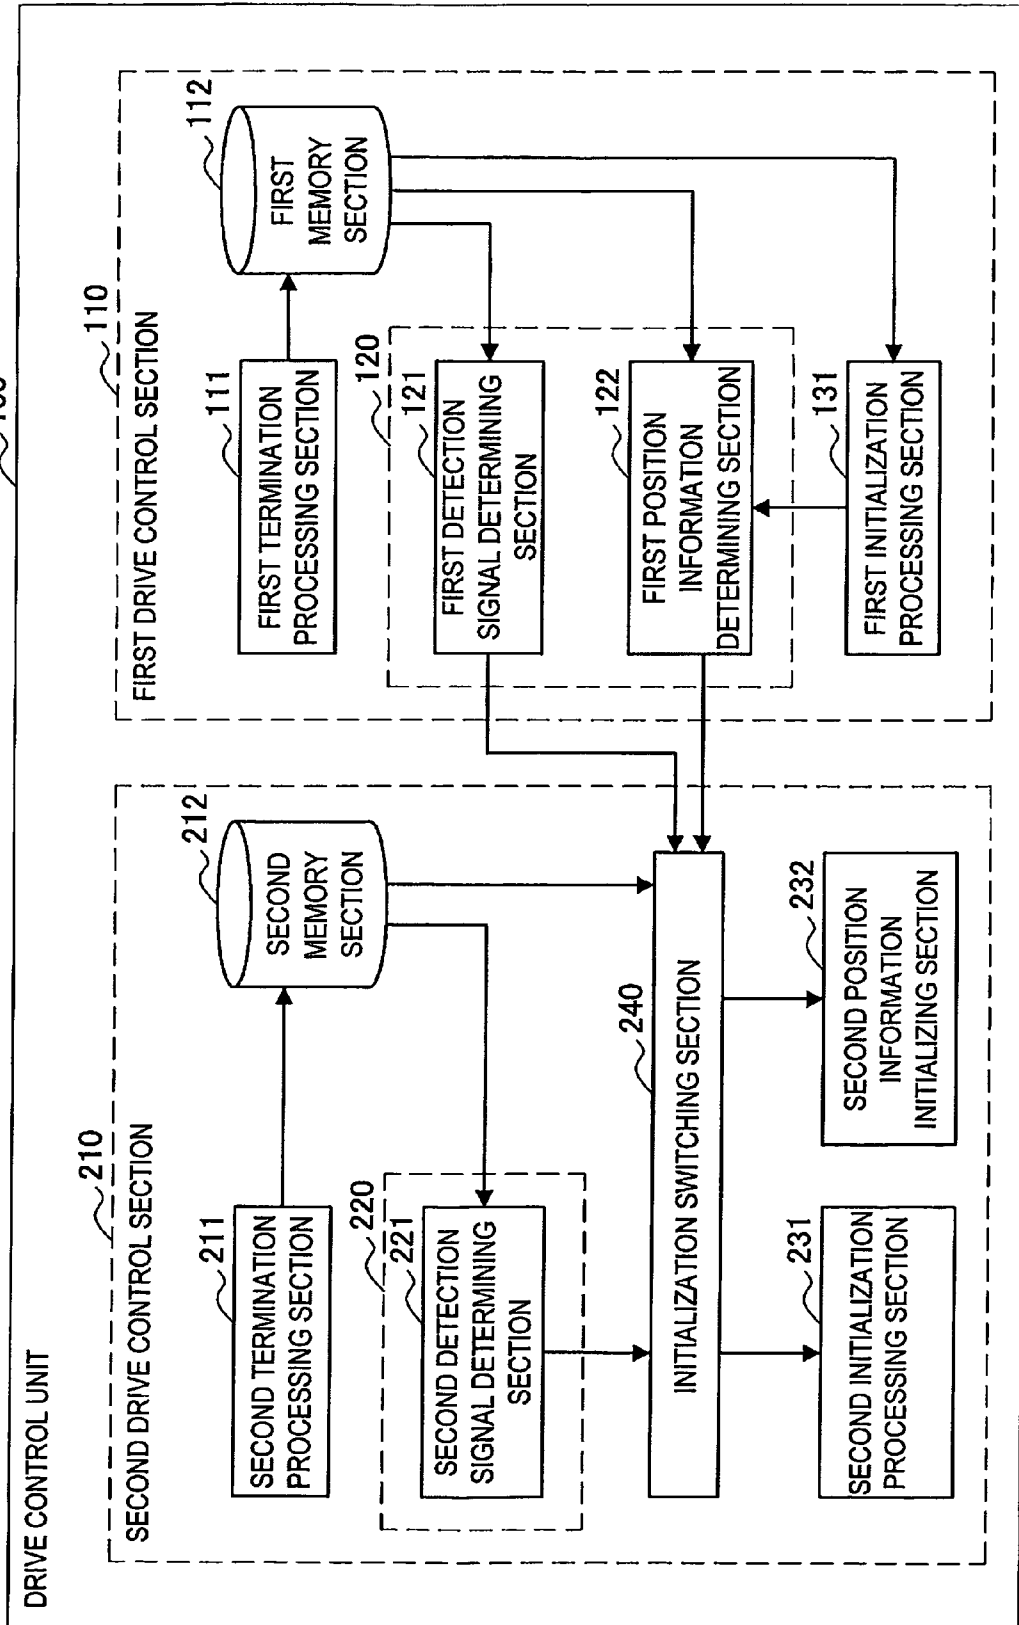 DRIVE CONTROL UNIT
210
SECOND DRIVE CONTROL SECTION
211
SECOND TERMINATION
PROCESSING SECTION
212
SECOND
MEMORY
SECTION
220
221
SECOND DETECTION
SIGNAL DETERMINING
SECTION
240
INITIALIZATION SWITCHING SECTION
231
SECOND INITIALIZATION
PROCESSING SECTION
232
SECOND POSITION
INFORMATION
INITIALIZING SECTION
110
FIRST DRIVE CONTROL SECTION
111
FIRST TERMINATION
PROCESSING SECTION
112
FIRST
MEMORY
SECTION
120
121
FIRST DETECTION
SIGNAL DETERMINING
SECTION
122
FIRST POSITION
INFORMATION
DETERMINING SECTION
131
FIRST INITIALIZATION
PROCESSING SECTION